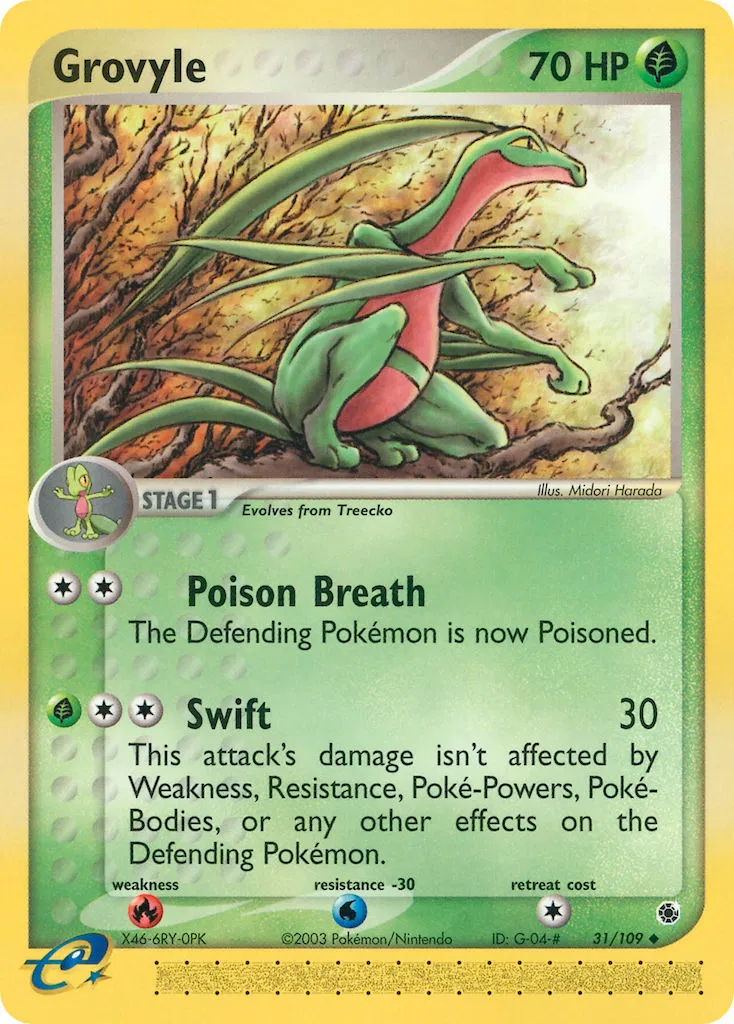 Grovyle 70 HP
Illus. Midori Harada
STAGE 1
Evolves from Treecko
Poison Breath
The Defending Pokémon is now Poisoned.
Swift 30
This attack's damage isn't affected by
Weakness, Resistance, Poké-Powers, Poké-
Bodies, or any other effects on the
Defending Pokémon.
weakness resistance -30 retreat cost
X46-6RY-0PK ©2003 Pokémon/Nintendo ID: G-04-# 31/109
e